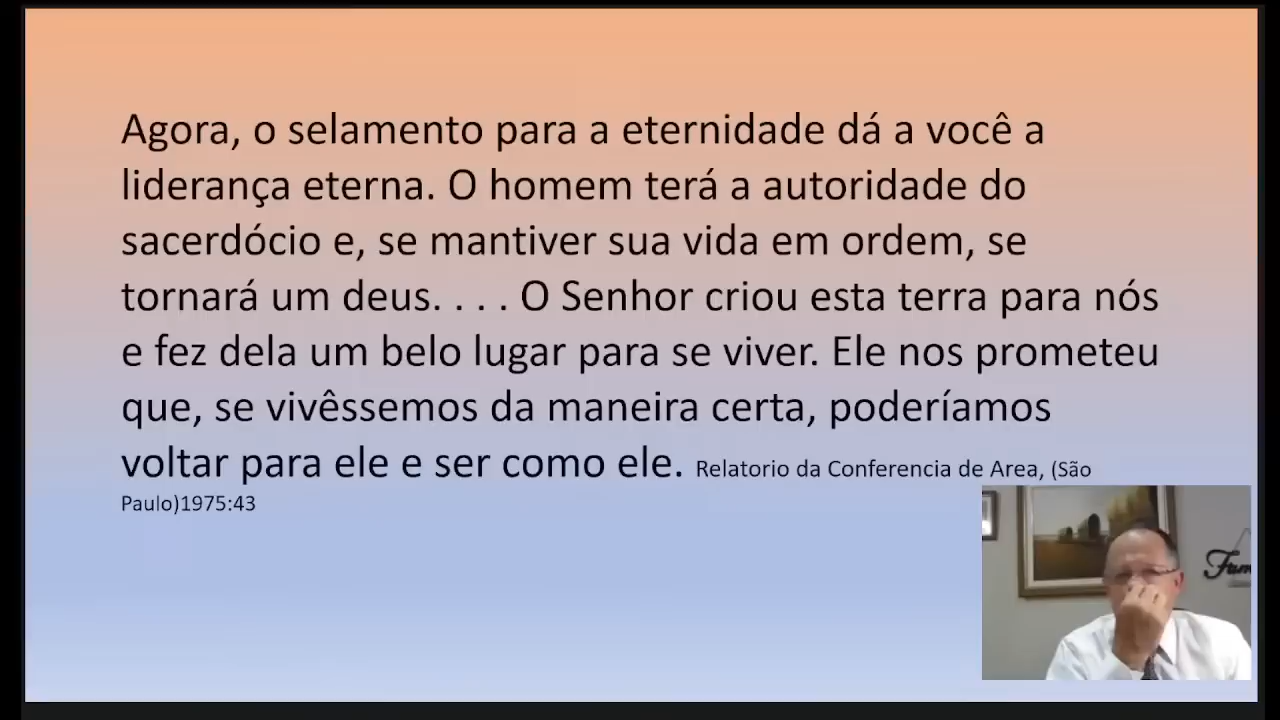 Agora, o selamento para a eternidade dá a você a
liderança eterna. O homem terá a autoridade do
sacerdócio e, se mantiver sua vida em ordem, se
tornará um deus. . . . O Senhor criou esta terra para nós
e fez dela um belo lugar para se viver. Ele nos prometeu
que, se vivêssemos da maneira certa, poderíamos
voltar para ele e ser como ele. Relatorio da Conferencia de Area, (São
Paulo)1975:43